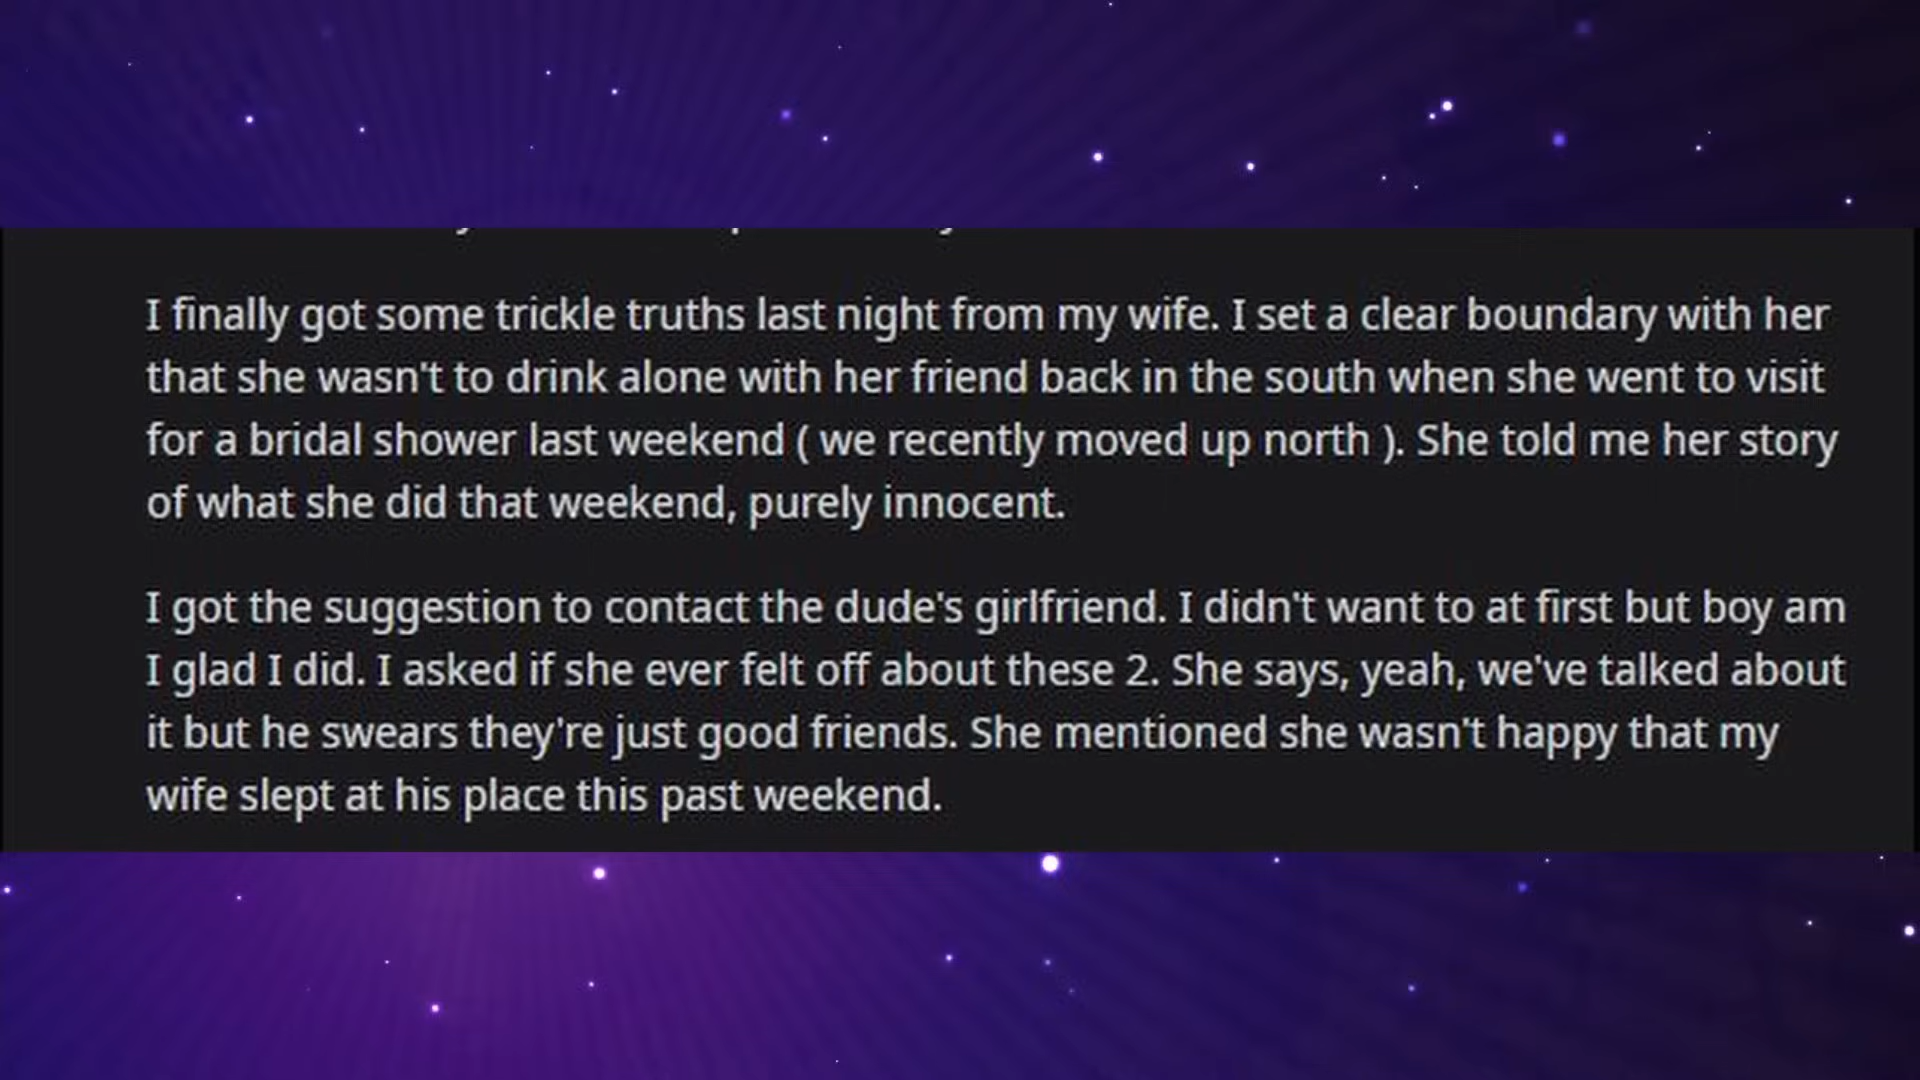 I finally got some trickle truths last night from my wife. I set a clear boundary with her
that she wasn't to drink alone with her friend back in the south when she went to visit
for a bridal shower last weekend ( we recently moved up north ). She told me her story
of what she did that weekend, purely innocent.
I got the suggestion to contact the dude's girlfriend. I didn't want to at first but boy am
I glad I did. I asked if she ever felt off about these 2. She says, yeah, we've talked about
it but he swears they're just good friends. She mentioned she wasn't happy that my
wife slept at his place this past weekend.